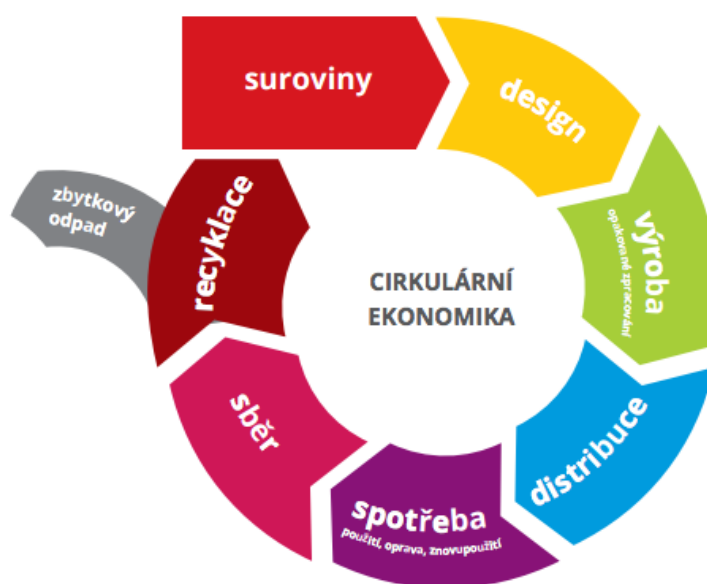 suroviny
design
výroba
opakované zpracování
distribuce
spotřeba
použití, oprava, znovupoužití
sběr
recyklace
zbytkový
odpad
CIRKULÁRNÍ
EKONOMIKA